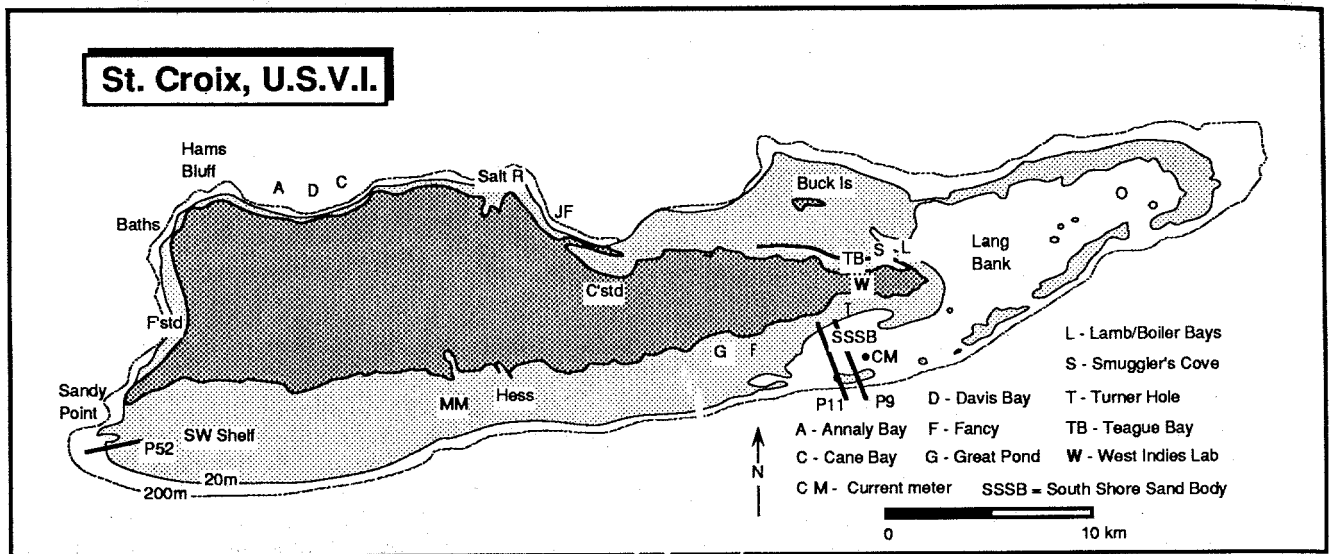 St. Croix, U.S.V.I.
Hams
Bluff
A
D
C
Salt R
Buck Is
Baths
JF
S
L
Lang
Bank
TB
W
C'std
F'std
T
SSSB
G
F
CM
Sandy
Point
MM
Hess
P11
P9
SW Shelf
P52
20m
200m
N
L - Lamb/Boiler Bays
S - Smuggler's Cove
D - Davis Bay
T - Turner Hole
A - Annaly Bay
F - Fancy
TB - Teague Bay
C - Cane Bay
G - Great Pond
W - West Indies Lab
C M - Current meter
SSSB = South Shore Sand Body
0
10 km